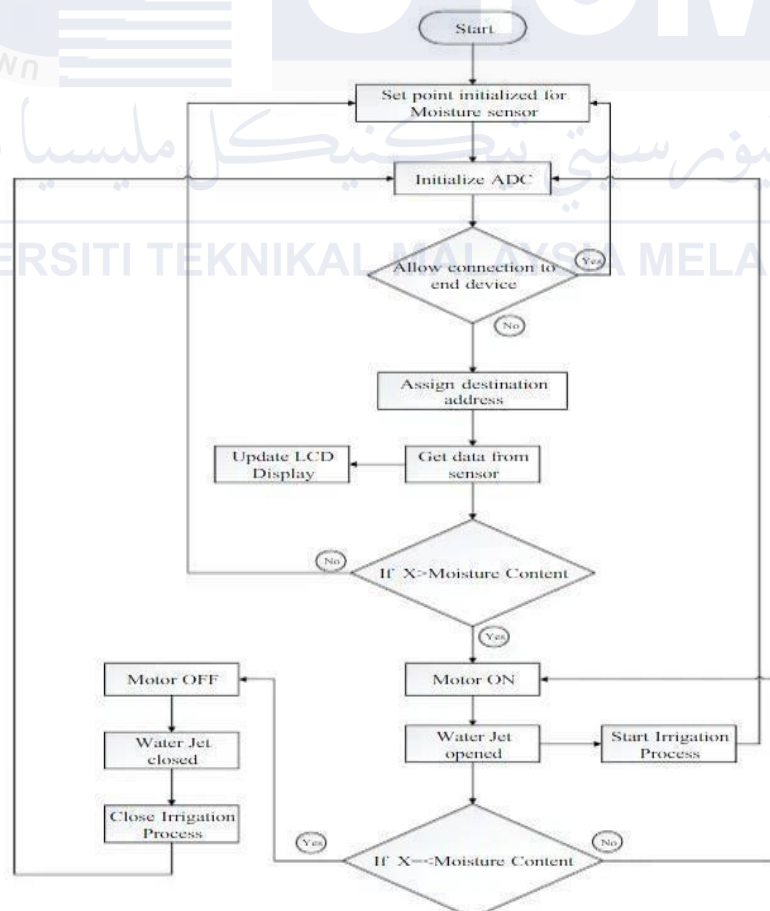 Start
Set point initialized for
Moisture sensor
Initialize ADC
UNIVERSITI TEKNIKAL MALAYSIA MELA
Allow connection to
end device
Yes
No
Assign destination
address
Update LCD
Display
Get data from
sensor
No
If X>Moisture Content
Yes
Motor OFF
Motor ON
Water Jet
closed
Water Jet
opened
Start Irrigation
Process
Close Irrigation
Process
Yes
If X=<Moisture Content
No